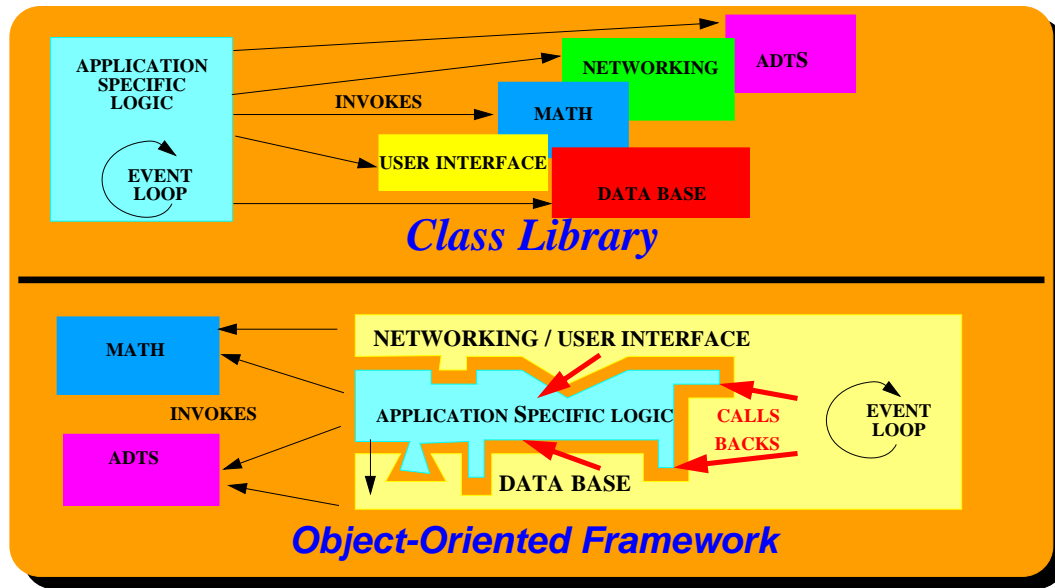 APPLICATION
SPECIFIC
LOGIC
EVENT
LOOP
INVOKES
ADTS
NETWORKING
MATH
USER INTERFACE
DATA BASE
Class Library
MATH
INVOKES
ADTS
NETWORKING / USER INTERFACE
APPLICATION SPECIFIC LOGIC
CALLS
BACKS
EVENT
LOOP
DATA BASE
Object-Oriented Framework